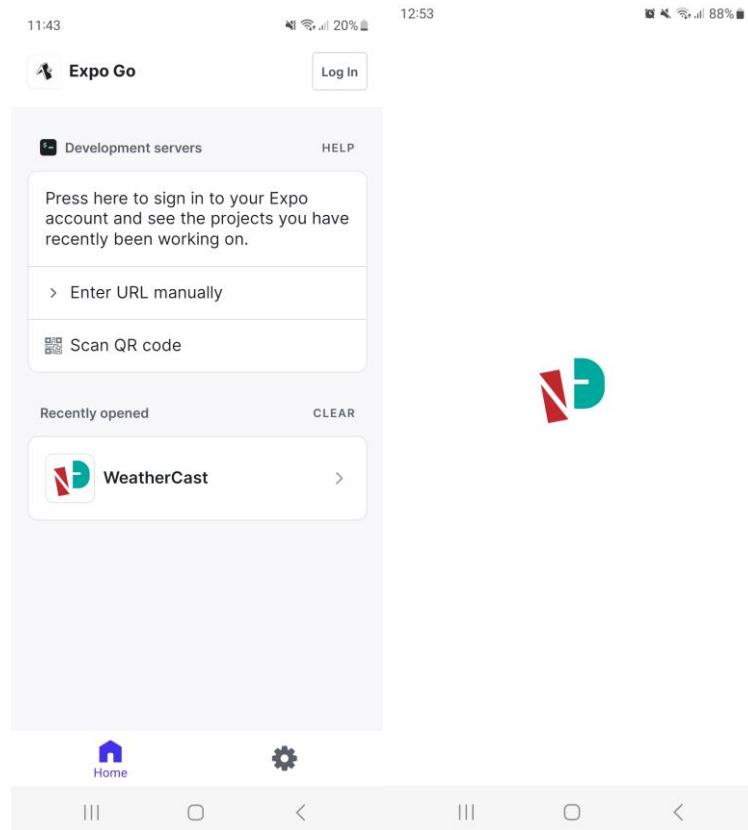 11:43
20%
Expo Go
Log In
Development servers
HELP
Press here to sign in to your Expo
account and see the projects you have
recently been working on.
Enter URL manually
Scan QR code
Recently opened
CLEAR
WeatherCast
Home
12:53
88%